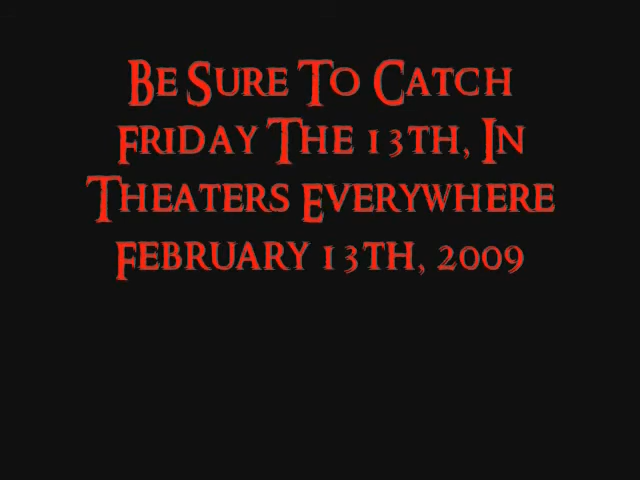 Be Sure To Catch
Friday The 13th, In
Theaters Everywhere
February 13th, 2009